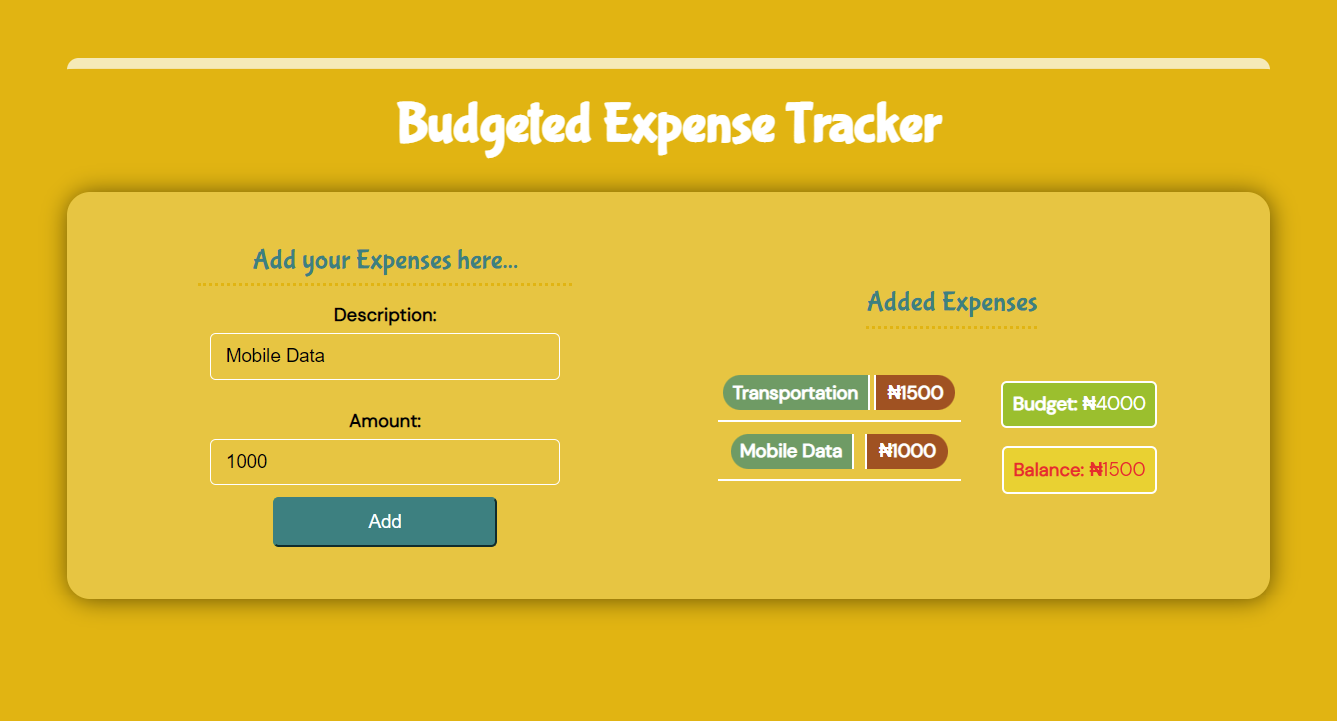 Budgeted Expense Tracker
Add your Expenses here...
Description:
Mobile Data
Amount:
1000
Add
Added Expenses
Transportation ₦1500
Mobile Data ₦1000
Budget: ₦4000
Balance: ₦1500